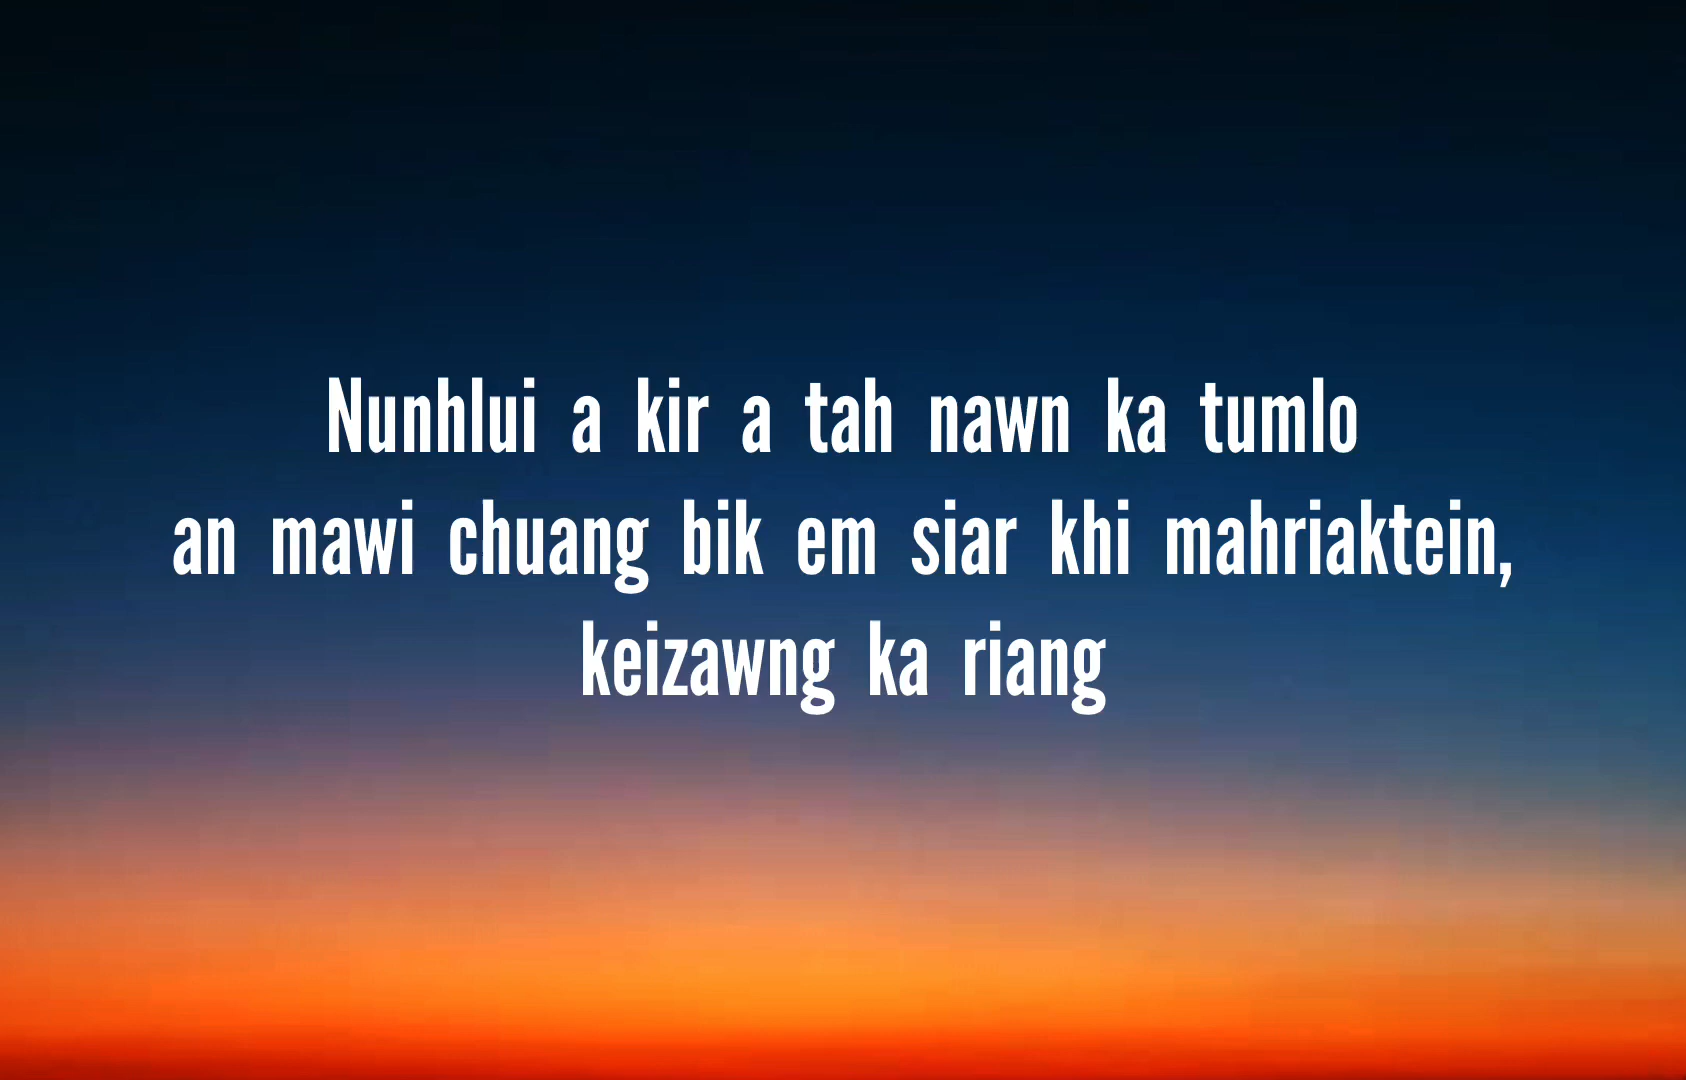 Nunhlui a kir a tah nawn ka tumlo
an mawi chuang bik em siar khi mahriaktein,
keizawng ka riang